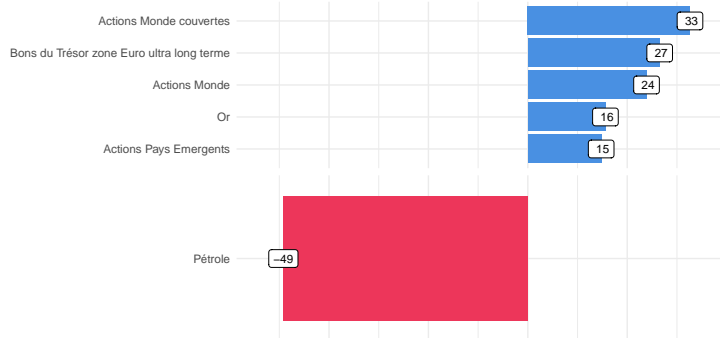 Actions Monde couvertes 33
Bons du Trésor zone Euro ultra long terme 27
Actions Monde 24
Or 16
Actions Pays Emergents 15
Pétrole −49